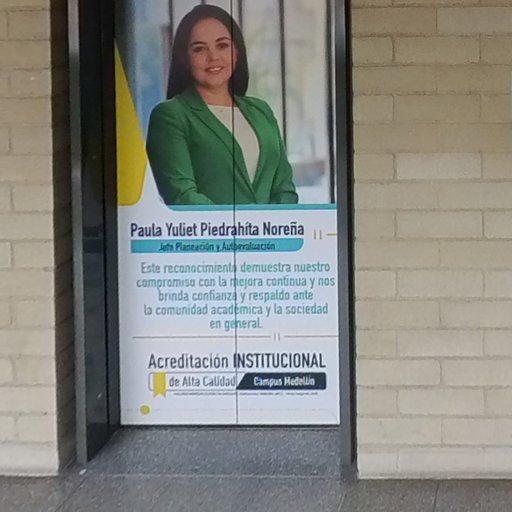 Paula Yuliet Piedrahíta Noreña
Jefe Planeación y Autoevaluación
Este reconocimiento demuestra nuestro
compromiso con la mejora continua y nos
brinda confianza y respaldo ante
la comunidad académica y la sociedad
en general.
Acreditación INSTITUCIONAL
de Alta Calidad Campus Medellín